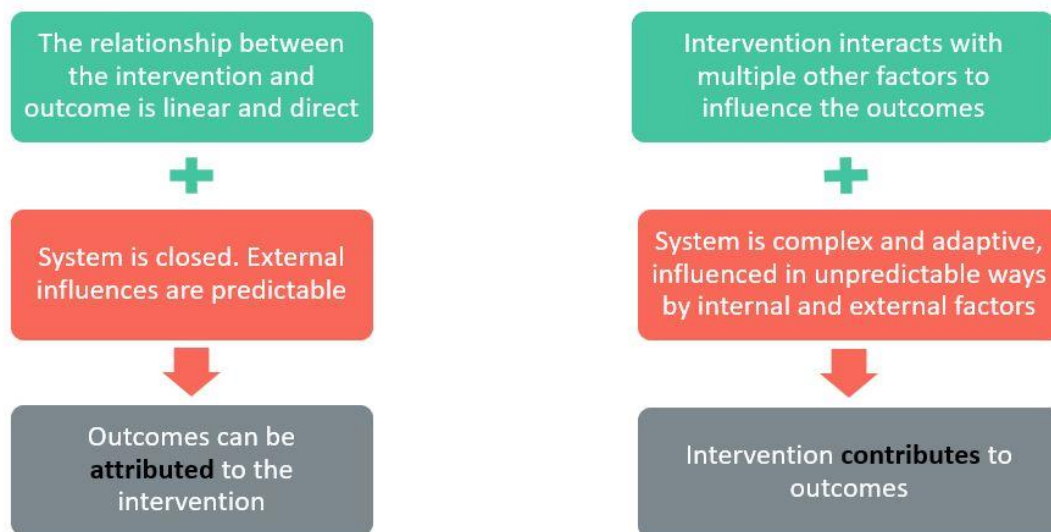 The relationship between
the intervention and
outcome is linear and direct
System is closed. External
influences are predictable
Outcomes can be
attributed to the
intervention
Intervention interacts with
multiple other factors to
influence the outcomes
System is complex and adaptive,
influenced in unpredictable ways
by internal and external factors
Intervention contributes to
outcomes